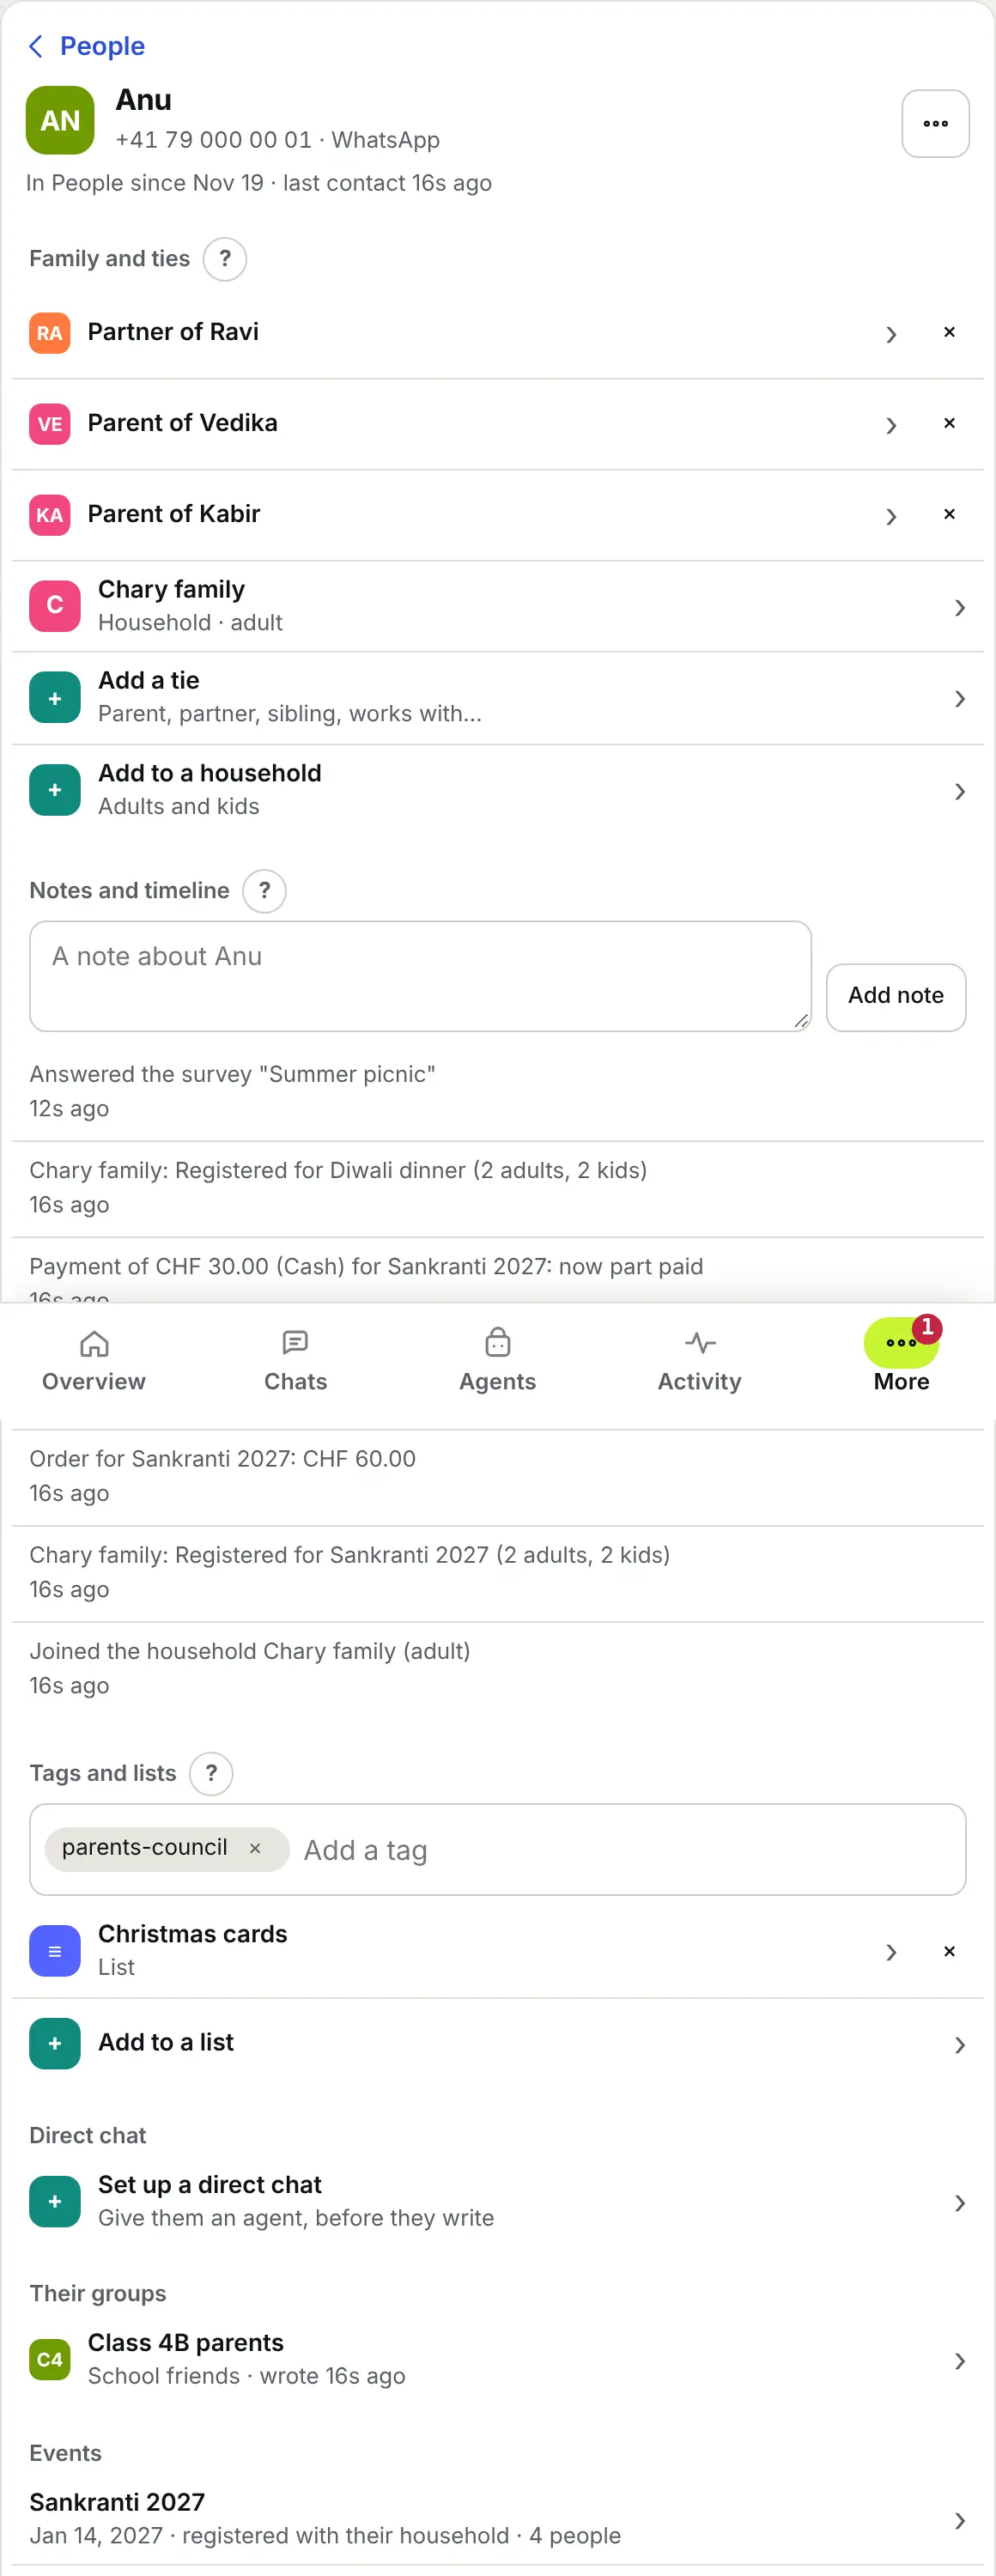 People
AN
Anu
+41 79 000 00 01 · WhatsApp
In People since Nov 19 · last contact 16s ago
Family and ties ?
RA Partner of Ravi
VE Parent of Vedika
KA Parent of Kabir
C Chary family
Household · adult
+ Add a tie
Parent, partner, sibling, works with...
+ Add to a household
Adults and kids
Notes and timeline ?
A note about Anu
Add note
Answered the survey "Summer picnic"
12s ago
Chary family: Registered for Diwali dinner (2 adults, 2 kids)
16s ago
Payment of CHF 30.00 (Cash) for Sankranti 2027: now part paid
16s ago
1
Overview Chats Agents Activity More
Order for Sankranti 2027: CHF 60.00
16s ago
Chary family: Registered for Sankranti 2027 (2 adults, 2 kids)
16s ago
Joined the household Chary family (adult)
16s ago
Tags and lists ?
parents-council × Add a tag
Christmas cards
List
+ Add to a list
Direct chat
+ Set up a direct chat
Give them an agent, before they write
Their groups
C4 Class 4B parents
School friends · wrote 16s ago
Events
Sankranti 2027
Jan 14, 2027 · registered with their household · 4 people